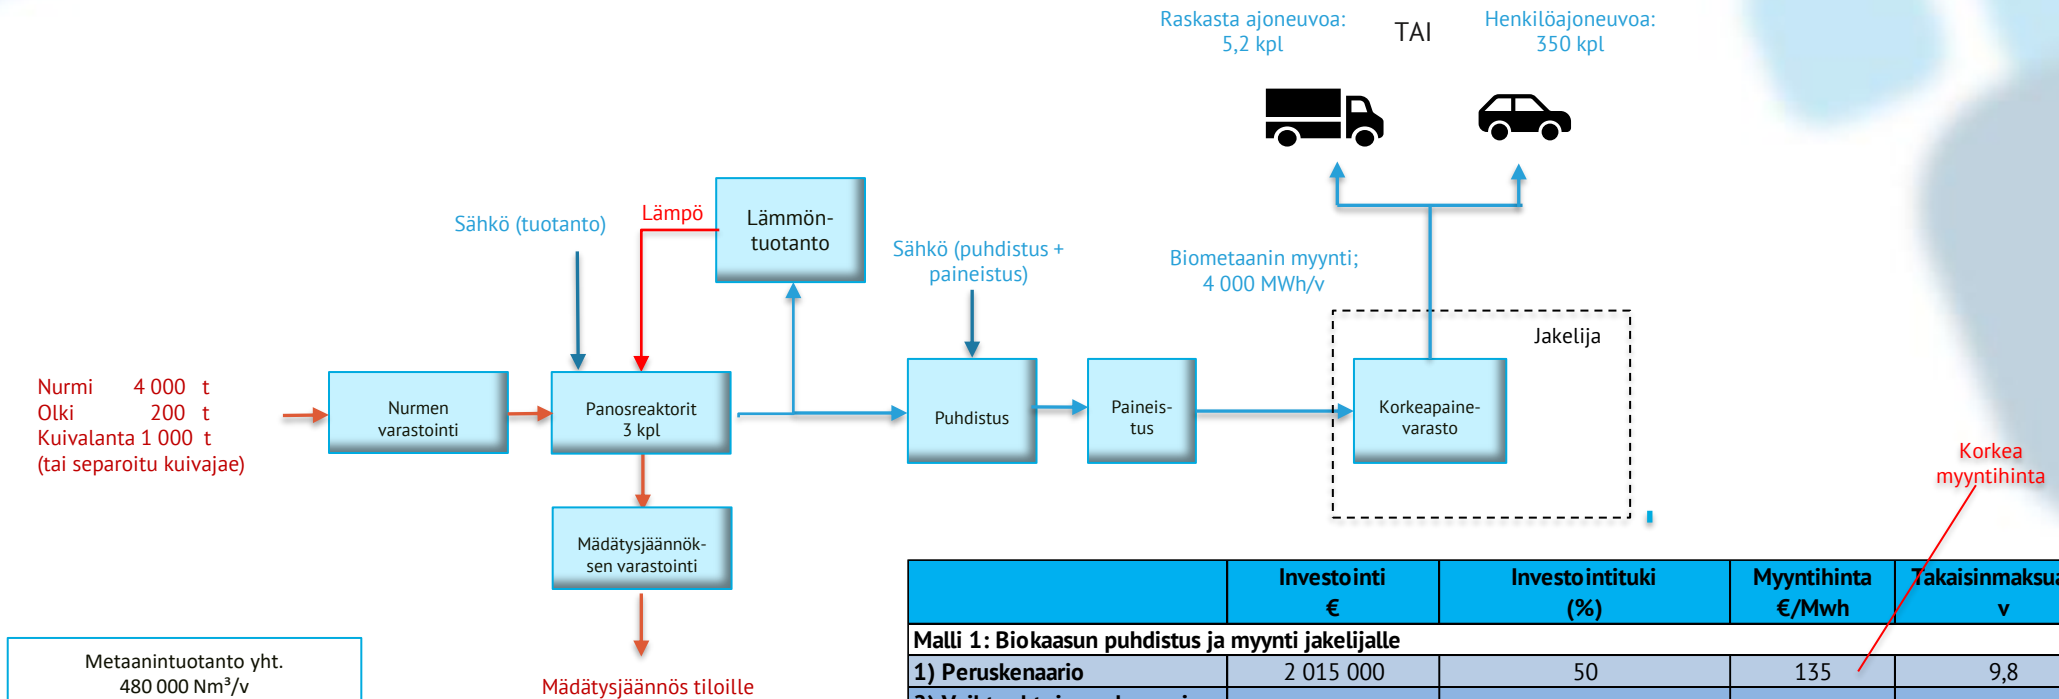 Raskasta ajoneuvoa:
5,2 kpl
TAI
Henkilöajoneuvoa:
350 kpl
Sähkö (tuotanto)
Lämpö
Lämmön-
tuotanto
Sähkö (puhdistus +
paineistus)
Biometaanin myynti;
4 000 MWh/v
Jakelija
Nurmi 4 000 t
Olki 200 t
Kuivalanta 1 000 t
(tai separoitu kuivajae)
Nurmen
varastointi
Panosreaktorit
3 kpl
Puhdistus
Paineis-
tus
Korkeapaine-
varasto
Korkea
myyntihinta
Mädätysjäännök-
sen varastointi
Mädätysjäännös tiloille
Metaanintuotanto yht.
480 000 Nm³/v
Investointi € Investointituki (%) Myyntihinta €/Mwh Takaisinmaksua v
Malli 1: Biokaasun puhdistus ja myynti jakelijalle
1) Peruskenaario 2 015 000 50 135 9,8